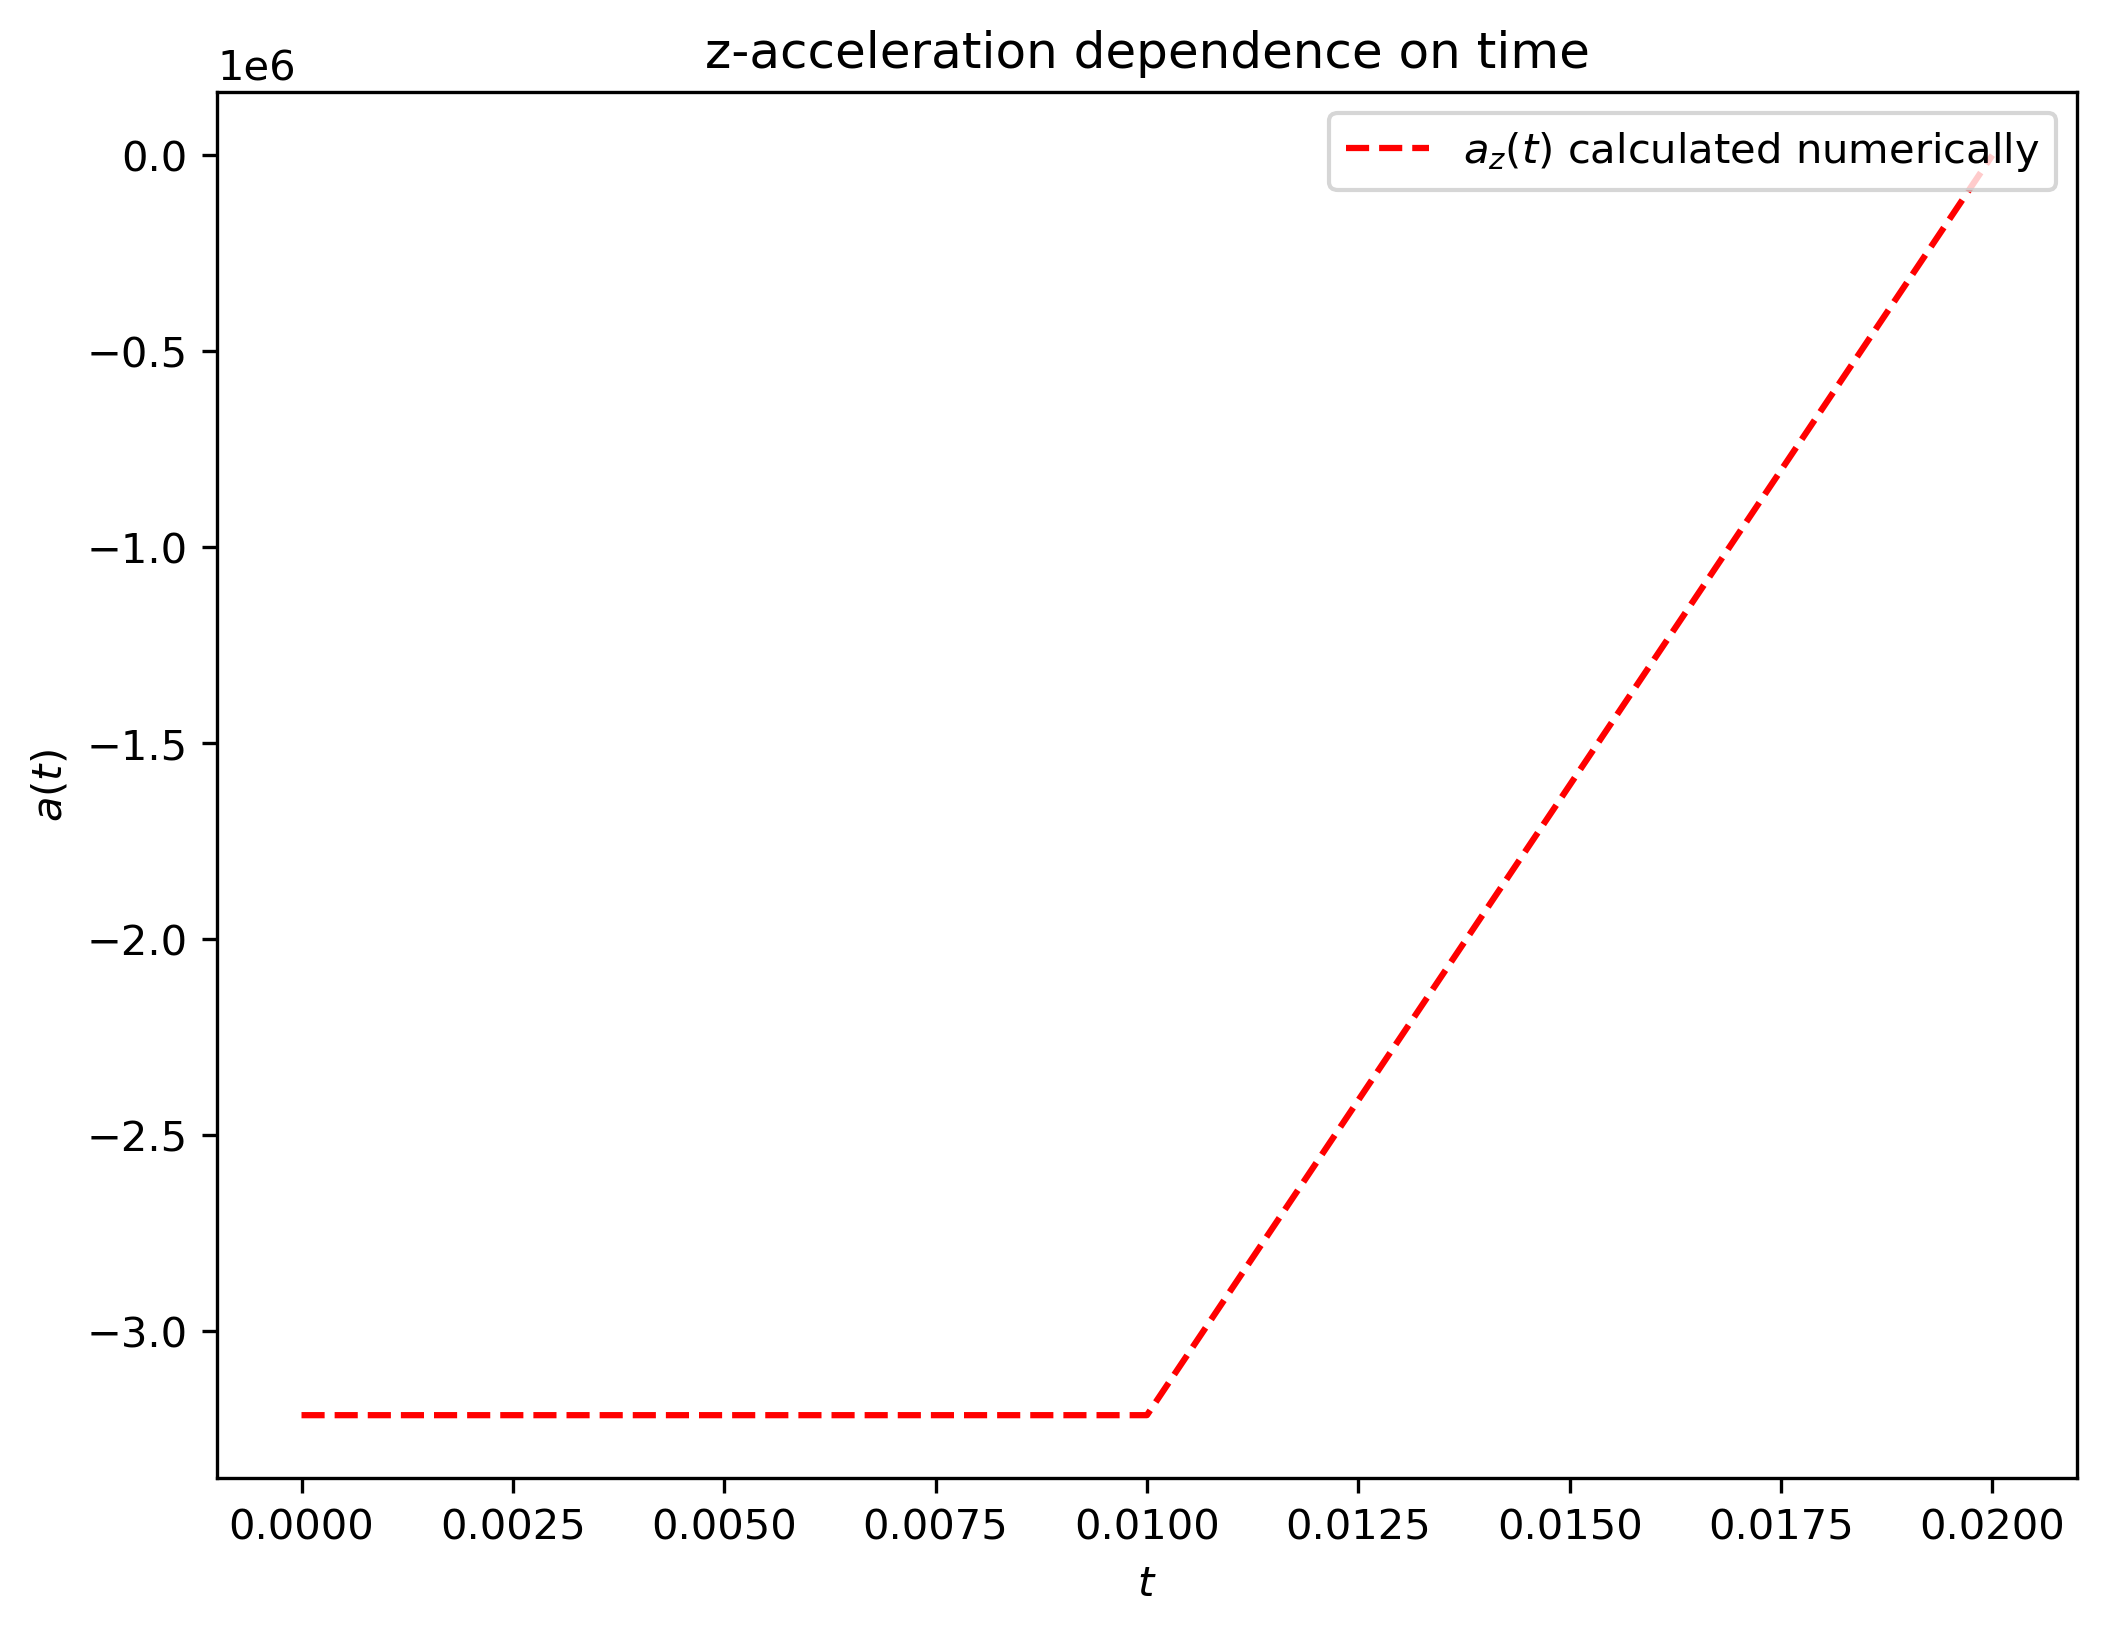 z-acceleration dependence on time
1e6
a_z(t) calculated numerically
0.0
−0.5
−1.0
−1.5
−2.0
−2.5
−3.0
a(t)
0.0000 0.0025 0.0050 0.0075 0.0100 0.0125 0.0150 0.0175 0.0200
t